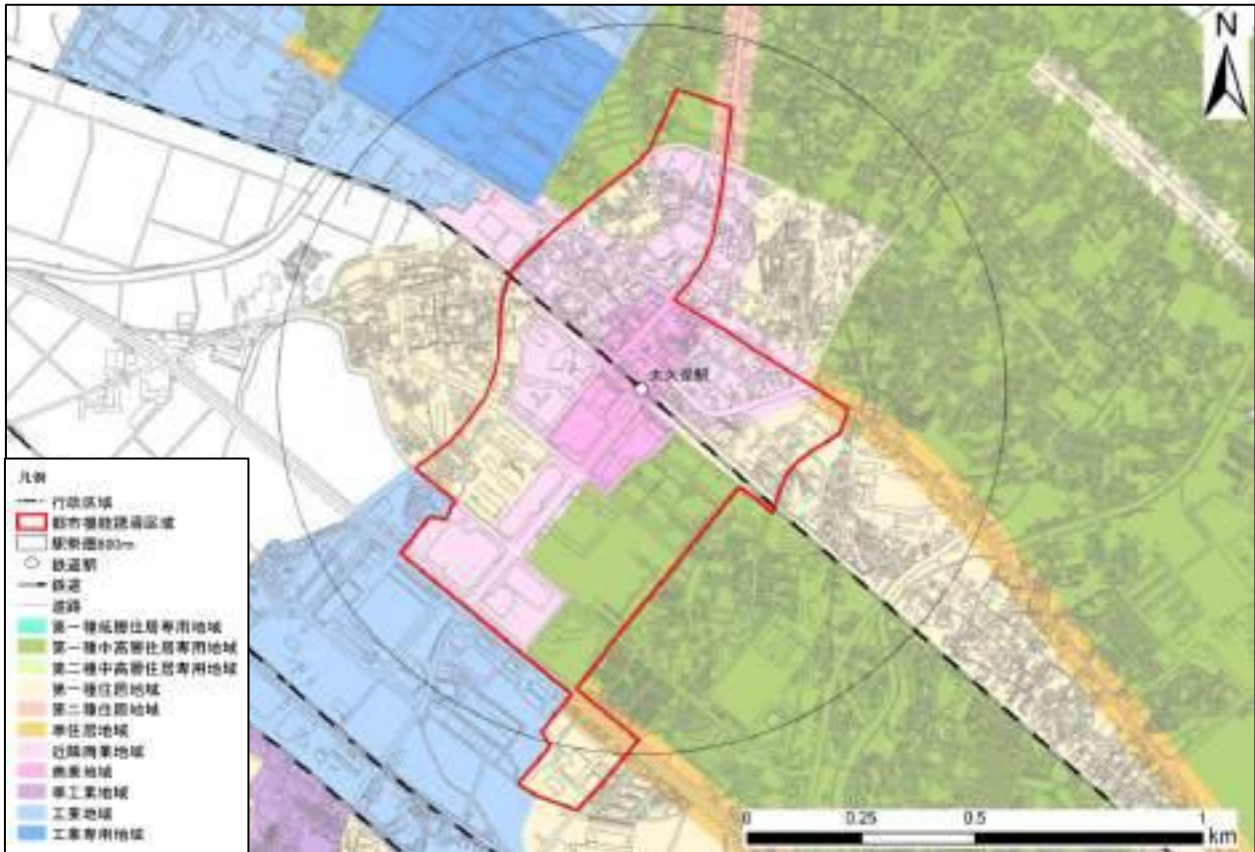 N
大久保駅
凡例
行政区域
都市機能誘導区域
駅勢圏800m
鉄道駅
鉄道
道路
第一種低層住居専用地域
第一種中高層住居専用地域
第二種中高層住居専用地域
第一種住居地域
第二種住居地域
準住居地域
近隣商業地域
商業地域
準工業地域
工業地域
工業専用地域
0 0.25 0.5 1
km